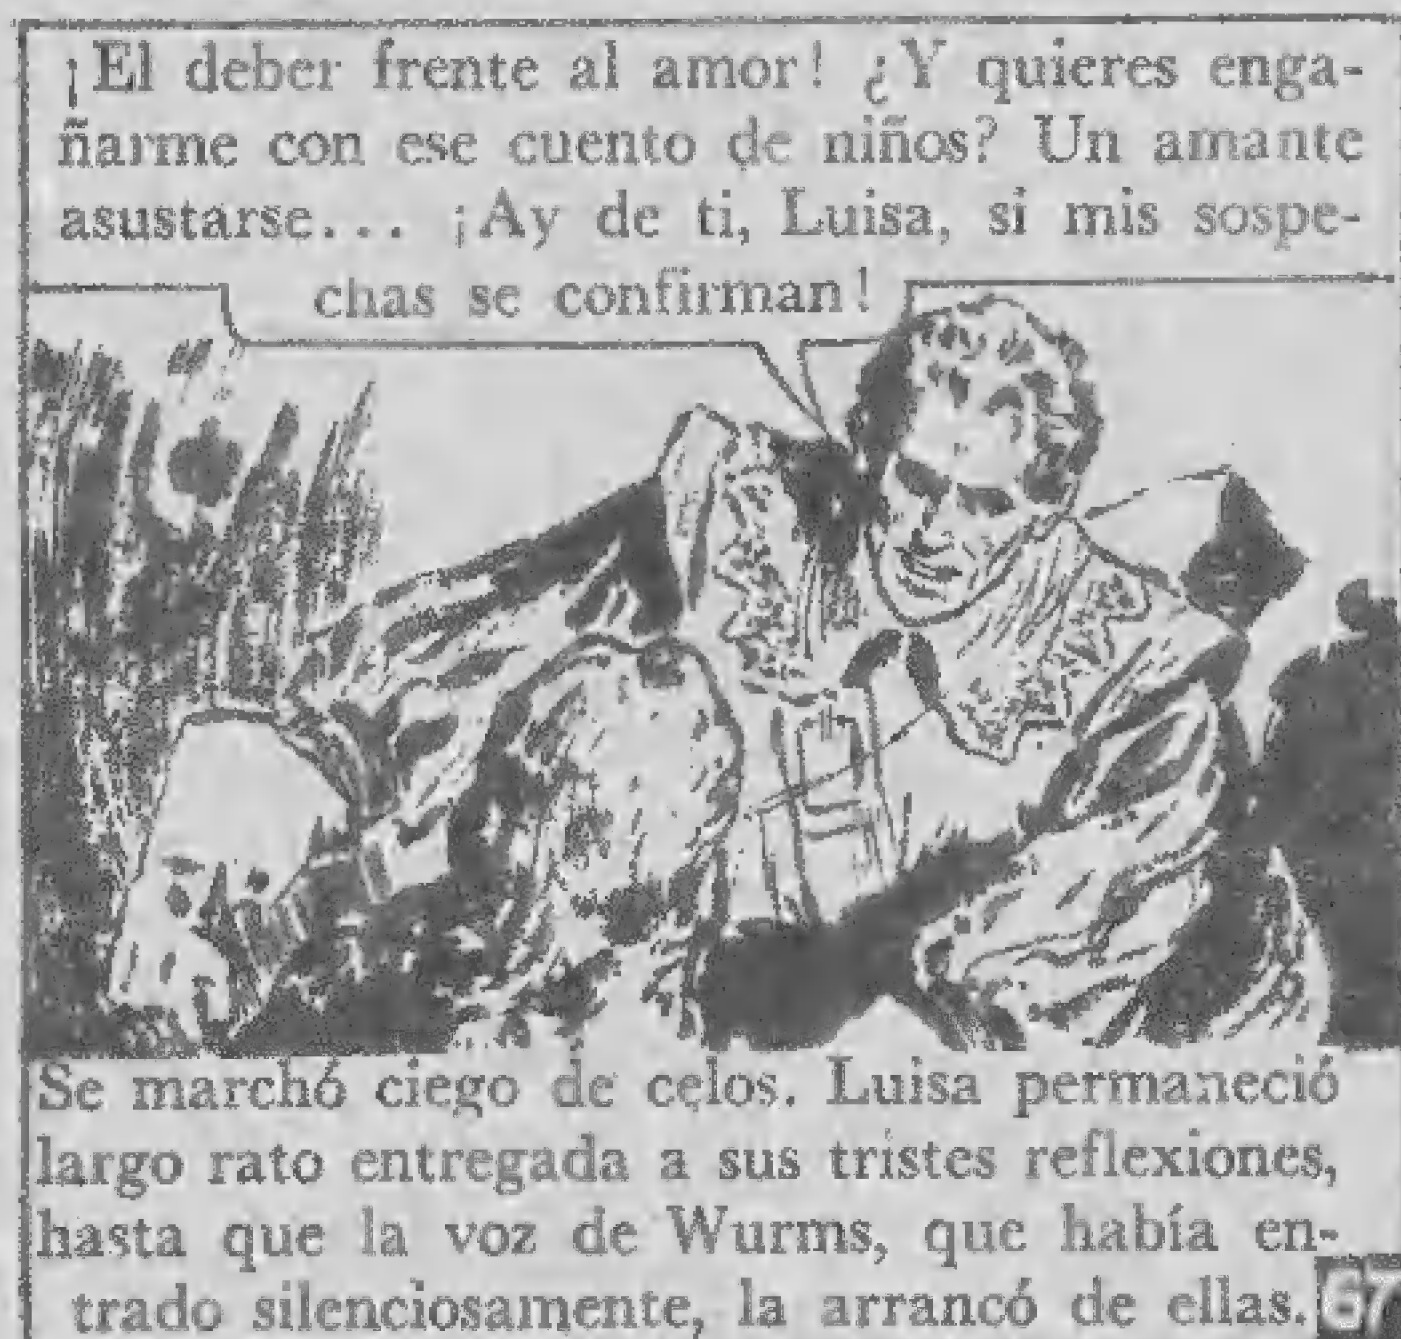 ¡El deber frente al amor! ¿Y quieres enga-
ñarme con ese cuento de niños? Un amante
asustarse... ¡Ay de ti, Luisa, si mis sospe-
chas se confirman!
Se marchó ciego de celos. Luisa permaneció
largo rato entregada a sus tristes reflexiones,
hasta que la voz de Wurms, que había en-
trado silenciosamente, la arrancó de ellas.
67